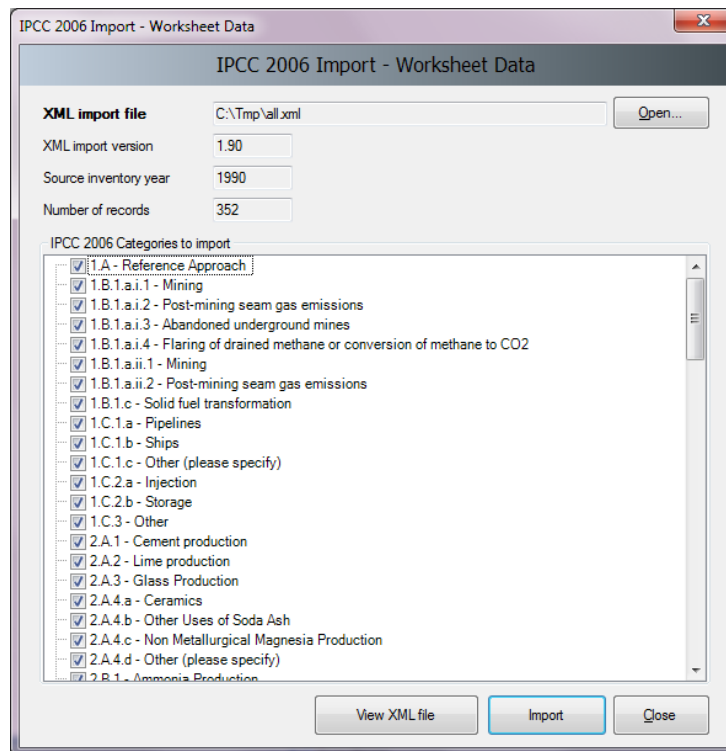 IPCC 2006 Import - Worksheet Data
IPCC 2006 Import - Worksheet Data
XML import file C:\Tmp\all.xml Open...
XML import version 1.90
Source inventory year 1990
Number of records 352
IPCC 2006 Categories to import
1.A - Reference Approach
1.B.1.a.i.1 - Mining
1.B.1.a.i.2 - Post-mining seam gas emissions
1.B.1.a.i.3 - Abandoned underground mines
1.B.1.a.i.4 - Flaring of drained methane or conversion of methane to CO2
1.B.1.a.ii.1 - Mining
1.B.1.a.ii.2 - Post-mining seam gas emissions
1.B.1.c - Solid fuel transformation
1.C.1.a - Pipelines
1.C.1.b - Ships
1.C.1.c - Other (please specify)
1.C.2.a - Injection
1.C.2.b - Storage
1.C.3 - Other
2.A.1 - Cement production
2.A.2 - Lime production
2.A.3 - Glass Production
2.A.4.a - Ceramics
2.A.4.b - Other Uses of Soda Ash
2.A.4.c - Non Metallurgical Magnesia Production
2.A.4.d - Other (please specify)
2.B.1 - Ammonia Production
View XML file Import Close